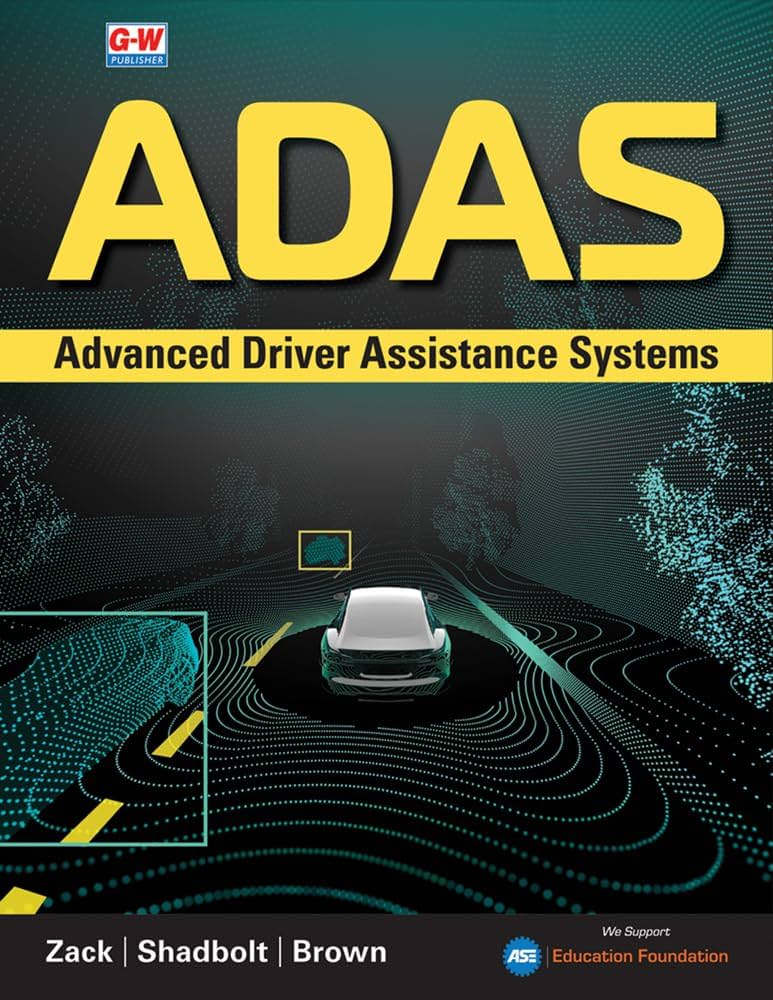 G-W
PUBLISHER
ADAS
Advanced Driver Assistance Systems
Zack | Shadbolt | Brown
We Support
ASE | Education Foundation